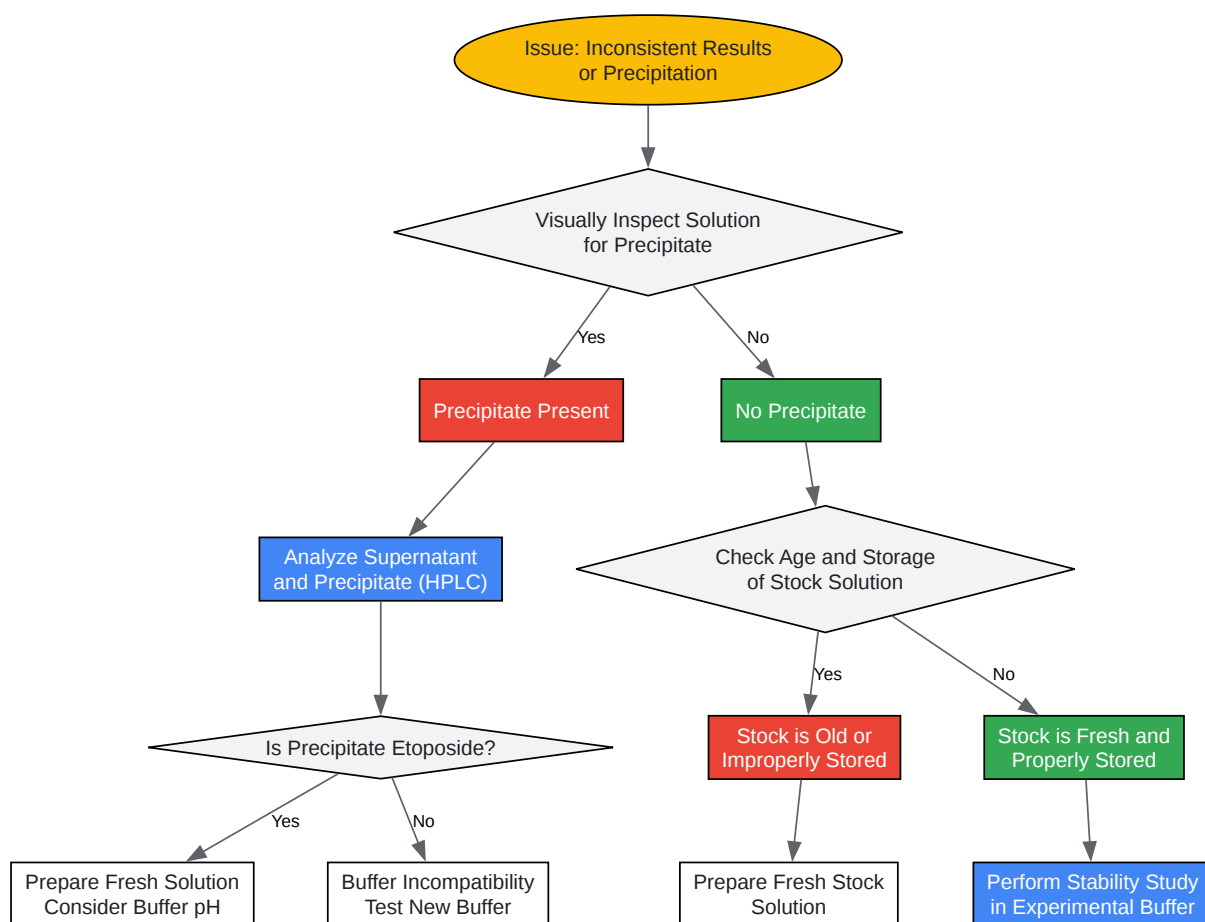 Issue: Inconsistent Results
or Precipitation
Visually Inspect Solution
for Precipitate
Yes
No
Precipitate Present
No Precipitate
Analyze Supernatant
and Precipitate (HPLC)
Check Age and Storage
of Stock Solution
Yes
No
Is Precipitate Etoposide?
Stock is Old or
Improperly Stored
Stock is Fresh and
Properly Stored
Yes
No
Prepare Fresh Solution
Consider Buffer pH
Buffer Incompatibility
Test New Buffer
Prepare Fresh Stock
Solution
Perform Stability Study
in Experimental Buffer